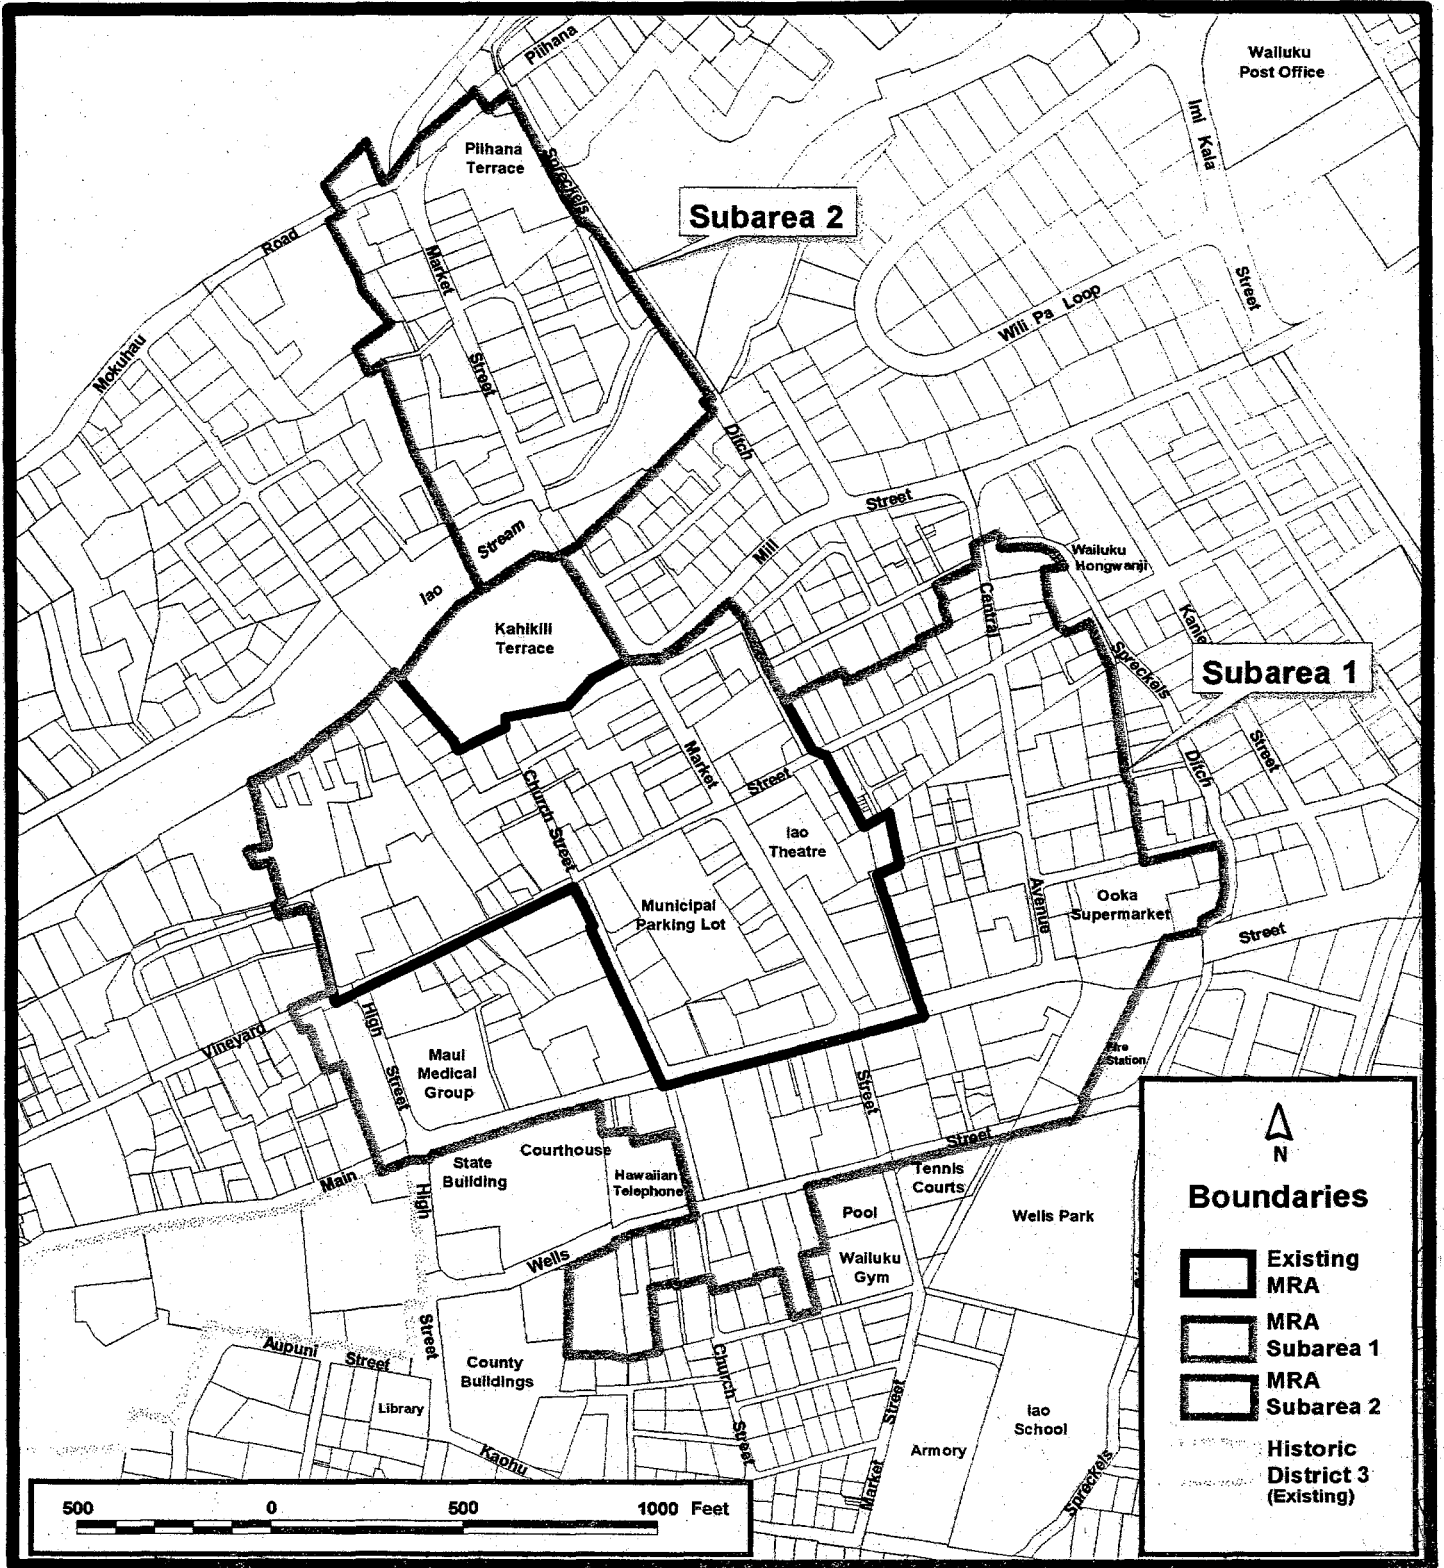 Piihana
Wailuku
Post Office
Imi Kala
Piihana
Terrace
Spreckels
Subarea 2
Road
Market
Street
Wili Pa Loop
Mokuhau
Street
Ditch
Street
Stream
Mill
Wailuku
Hongwanji
Iao
Central
Kahikili
Terrace
Spreckels
Subarea 1
Market
Street
Ditch
Street
Church Street
Iao
Theatre
Municipal
Parking Lot
Avenue
Ooka
Supermarket
Street
High
Vineyard
Maui
Medical
Group
Street
Fire
Station
Street
Street
Courthouse
State
Building
Main
High
Hawaiian
Telephone
Tennis
Courts
Pool
Wells Park
Wells
Wailuku
Gym
Street
Aupuni
Street
County
Buildings
Church
Library
Street
Street
Armory
Iao
School
Kaohu
Market
Spreckels
N
Boundaries
Existing
MRA
MRA
Subarea 1
MRA
Subarea 2
Historic
District 3
(Existing)
500 0 500 1000 Feet